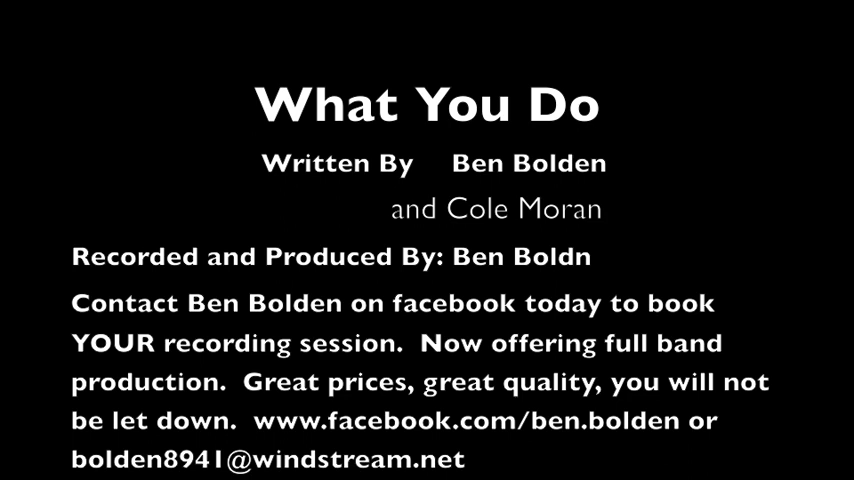 What You Do
Written By Ben Bolden
and Cole Moran
Recorded and Produced By: Ben Boldn
Contact Ben Bolden on facebook today to book
YOUR recording session. Now offering full band
production. Great prices, great quality, you will not
be let down. www.facebook.com/ben.bolden or
bolden8941@windstream.net